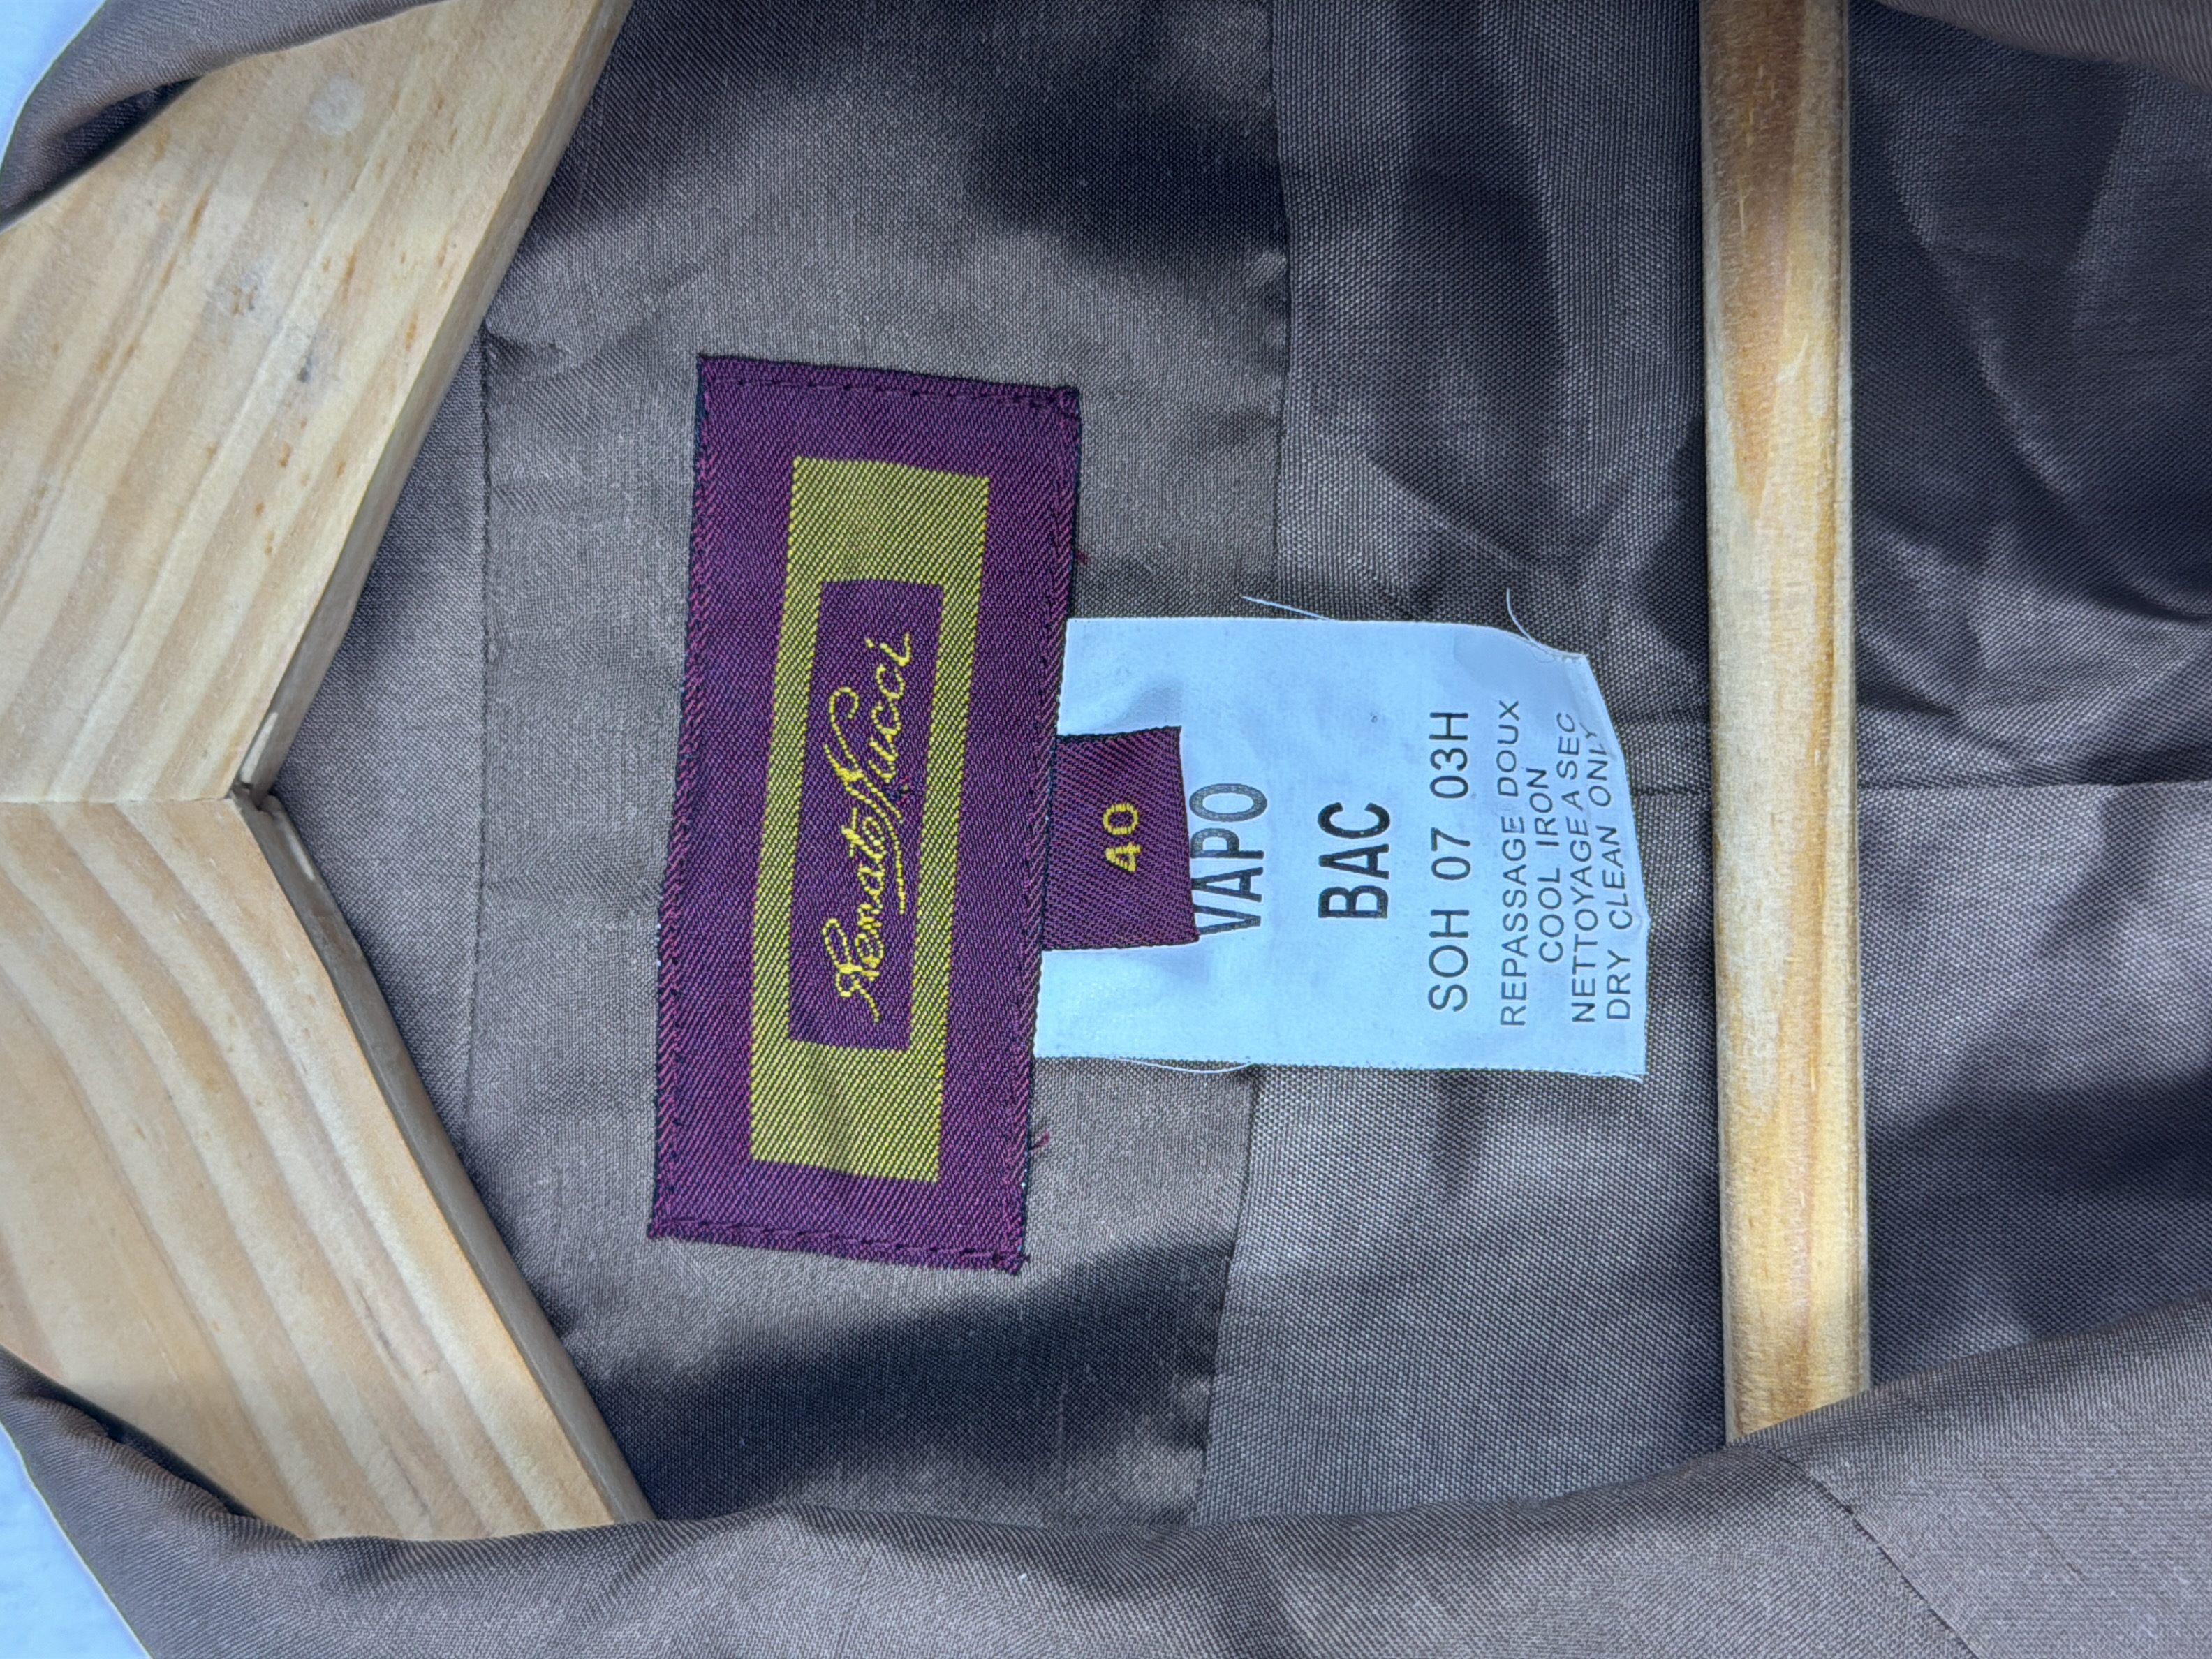 Renato Nucci
40
VAPO
BAC
SOH 07 03H
REPASSAGE DOUX
COOL IRON
NETTOYAGE A SEC
DRY CLEAN ONLY